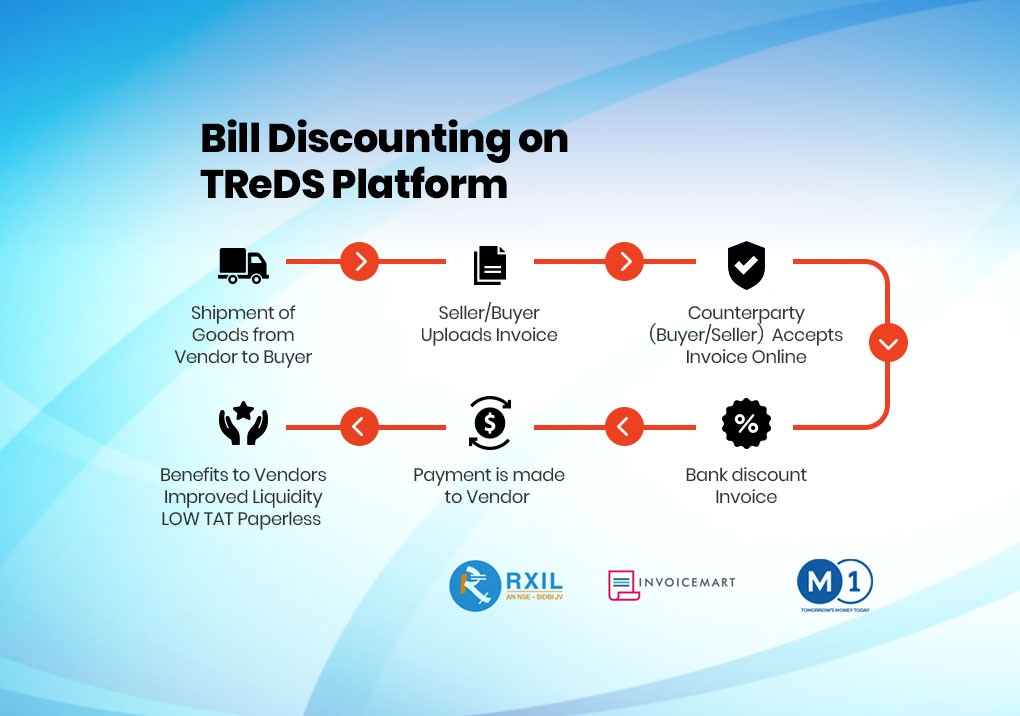 Bill Discounting on
TReDS Platform
Shipment of
Goods from
Vendor to Buyer
Seller/Buyer
Uploads Invoice
Counterparty
(Buyer/Seller) Accepts
Invoice Online
Bank discount
Invoice
Payment is made
to Vendor
Benefits to Vendors
Improved Liquidity
LOW TAT Paperless
RXIL
AN NSE - SIDBI JV
INVOICEMART
M1
TOMORROW'S MONEY TODAY